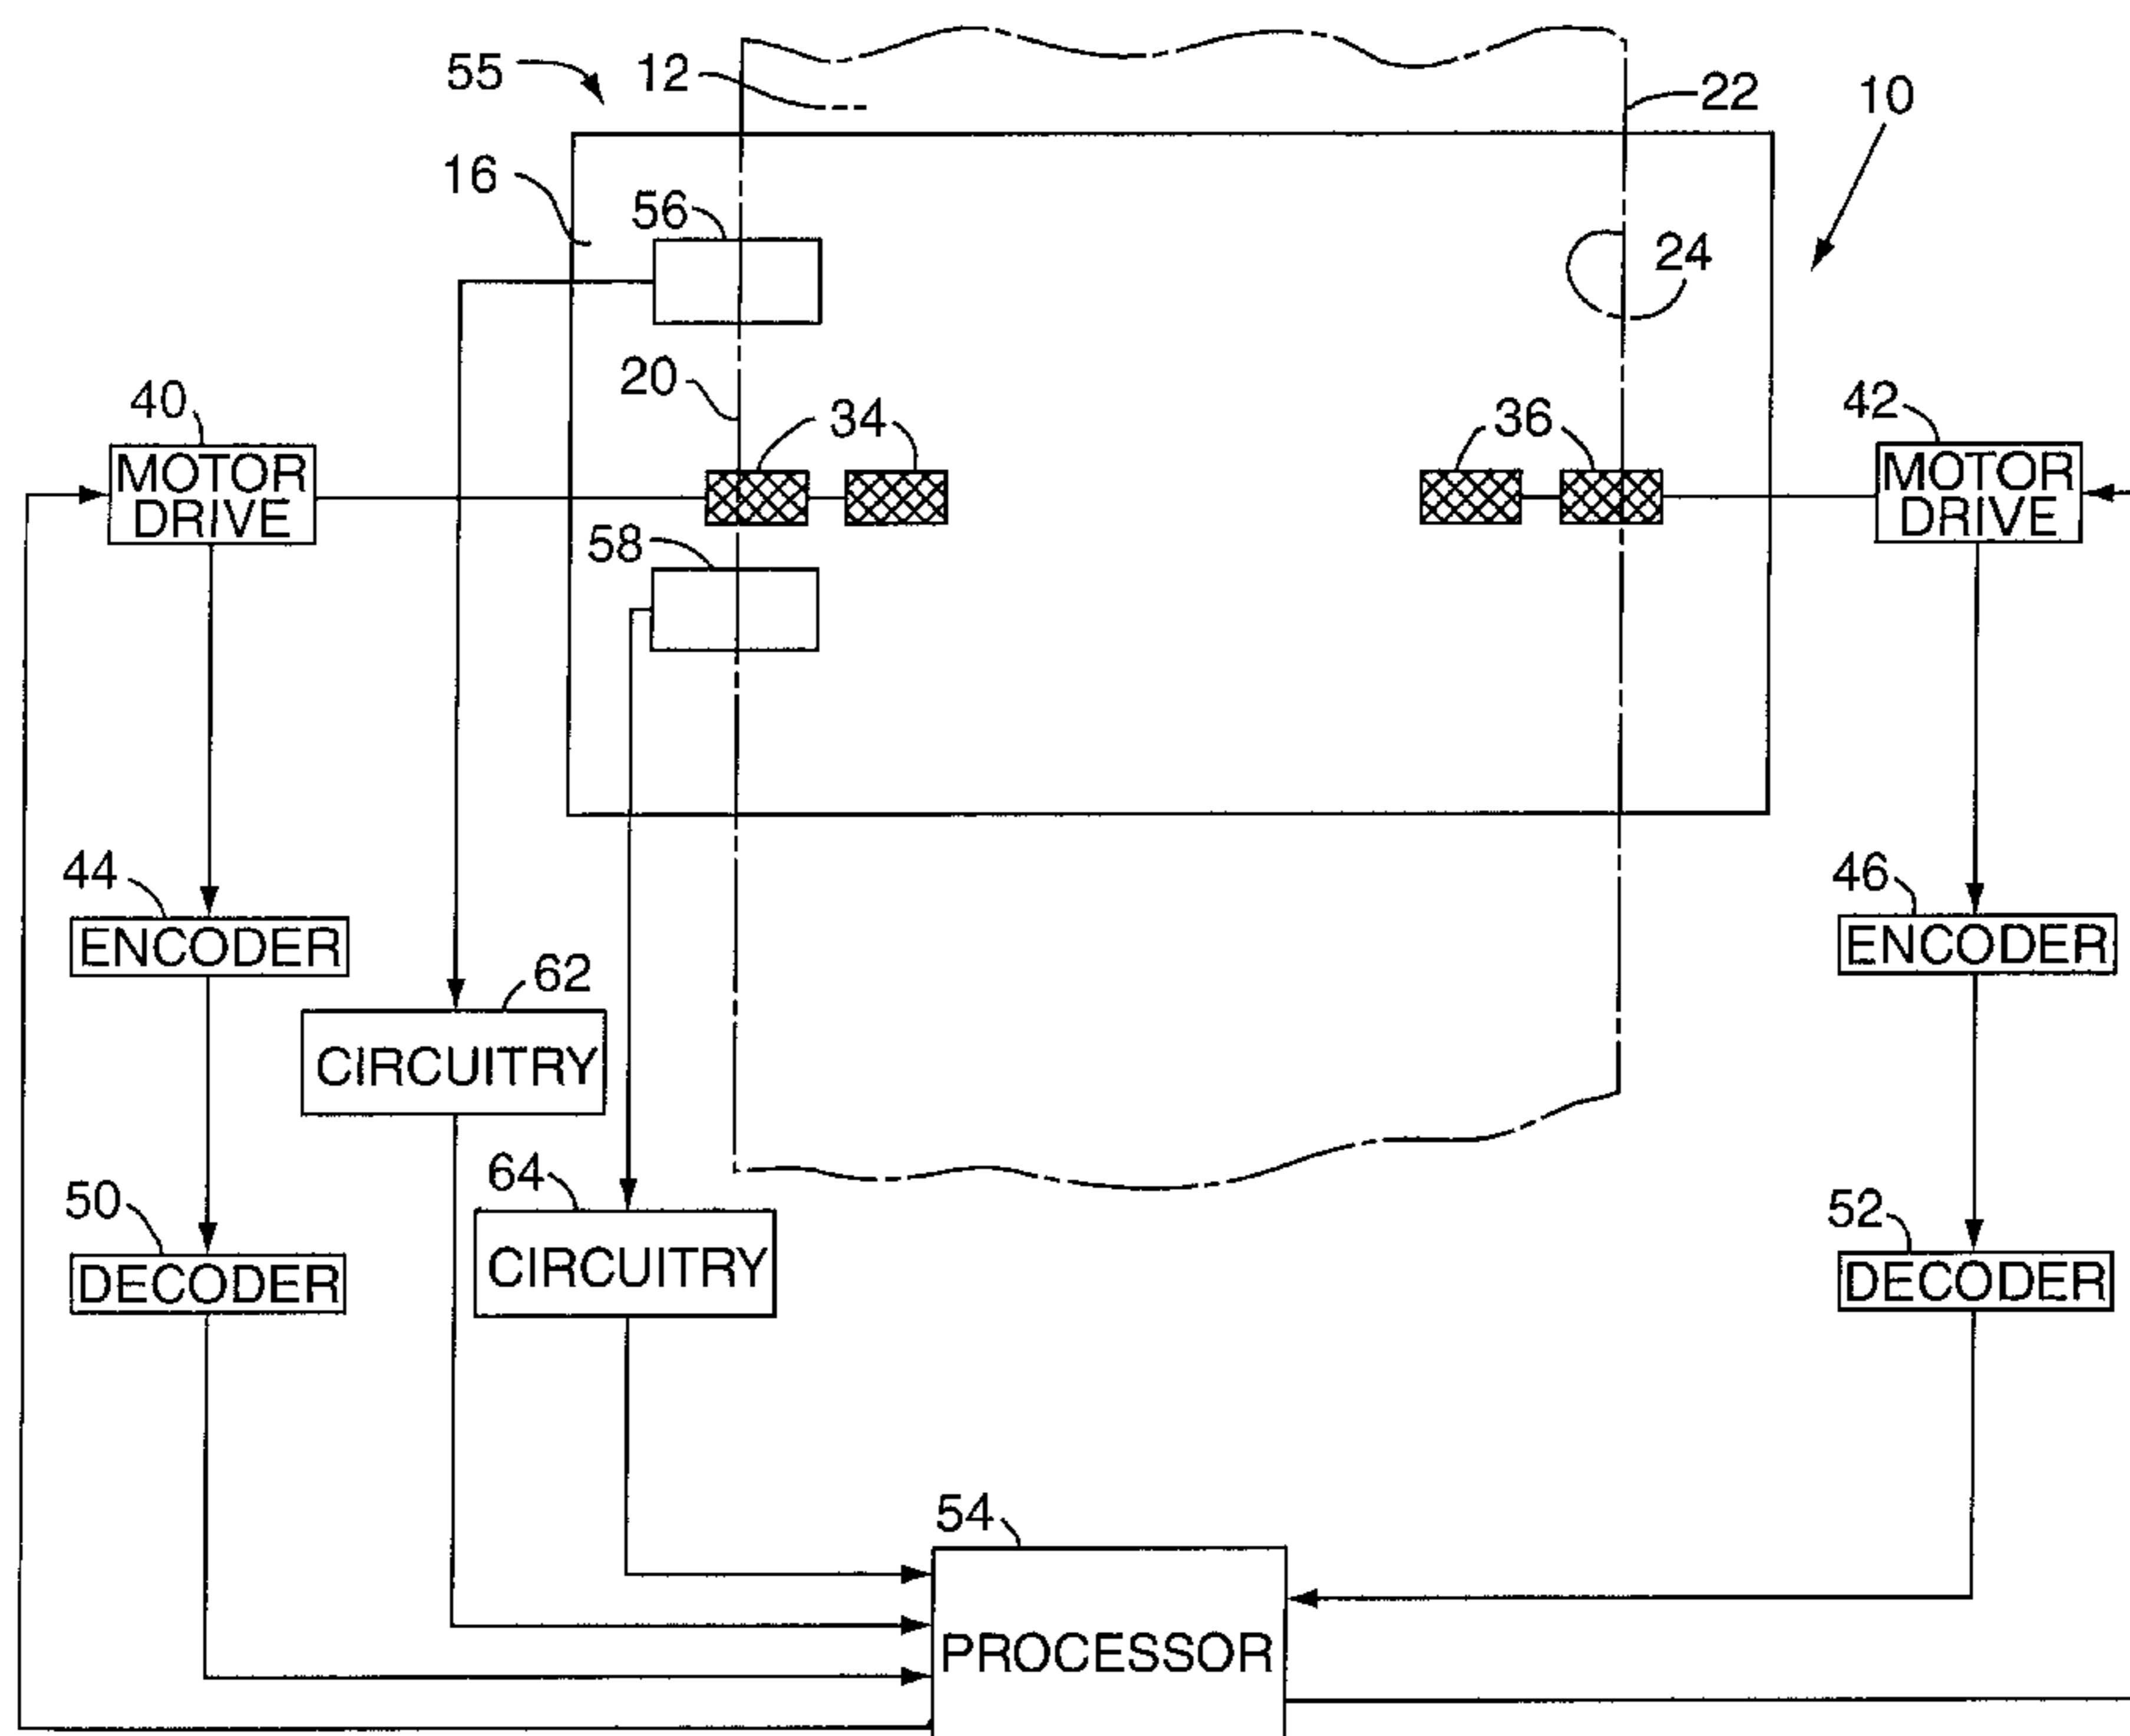 55
12
22
10
16
56
24
20
40
34
36
42
MOTOR
DRIVE
MOTOR
DRIVE
58
44
46
ENCODER
ENCODER
62
CIRCUITRY
64
50
52
CIRCUITRY
DECODER
DECODER
54
PROCESSOR